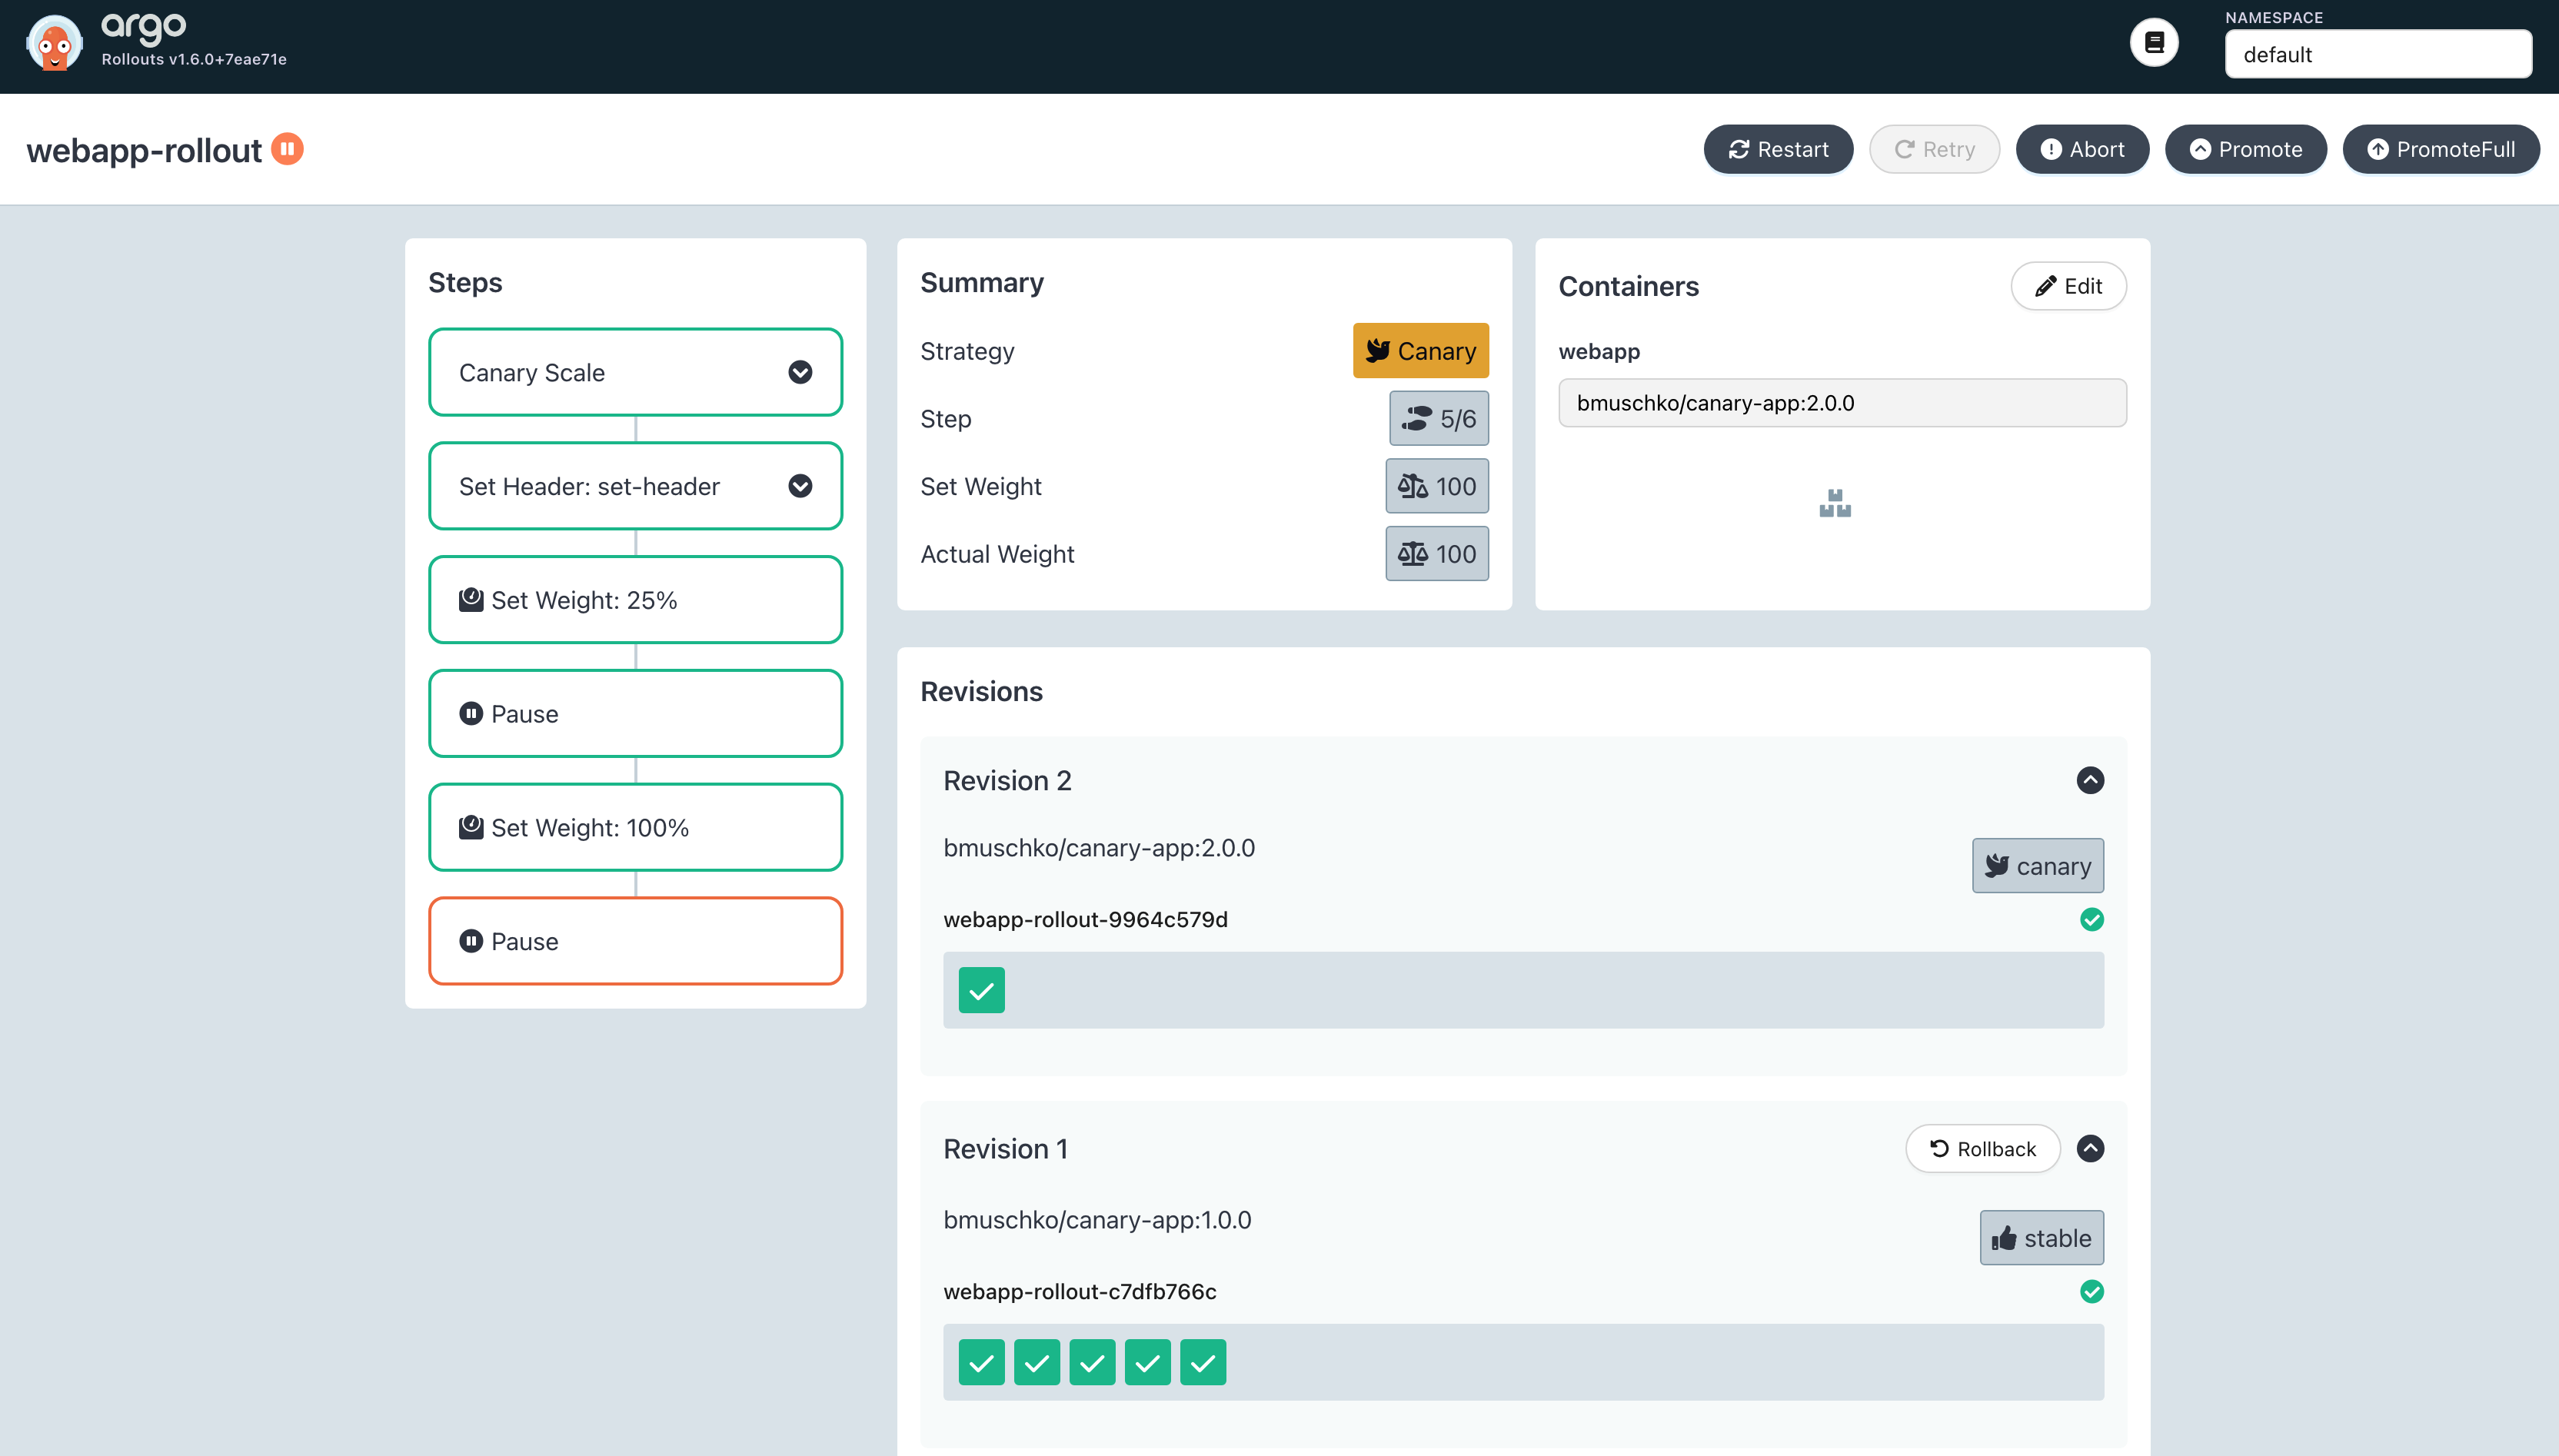 argo
Rollouts v1.6.0+7eae71e
NAMESPACE
default
webapp-rollout
Restart
Retry
Abort
Promote
PromoteFull
Steps
Canary Scale
Set Header: set-header
Set Weight: 25%
Pause
Set Weight: 100%
Pause
Summary
Strategy
Canary
Step
5/6
Set Weight
100
Actual Weight
100
Containers
Edit
webapp
bmuschko/canary-app:2.0.0
Revisions
Revision 2
bmuschko/canary-app:2.0.0
canary
webapp-rollout-9964c579d
Revision 1
Rollback
bmuschko/canary-app:1.0.0
stable
webapp-rollout-c7dfb766c